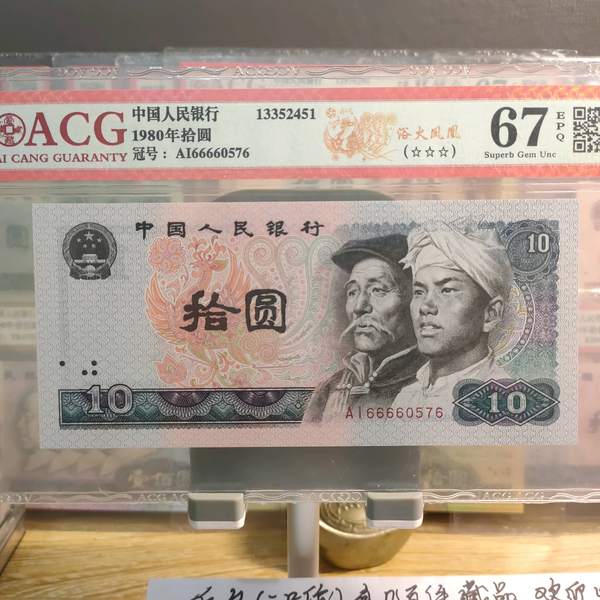 ACG
AI CANG GUARANTY
中国人民银行
1980年拾圆
冠号：AI66660576
13352451
浴火凤凰
(☆☆☆)
67
EPQ
Superb Gem Unc
中国人民银行
10
拾圆
10
AI66660576
10